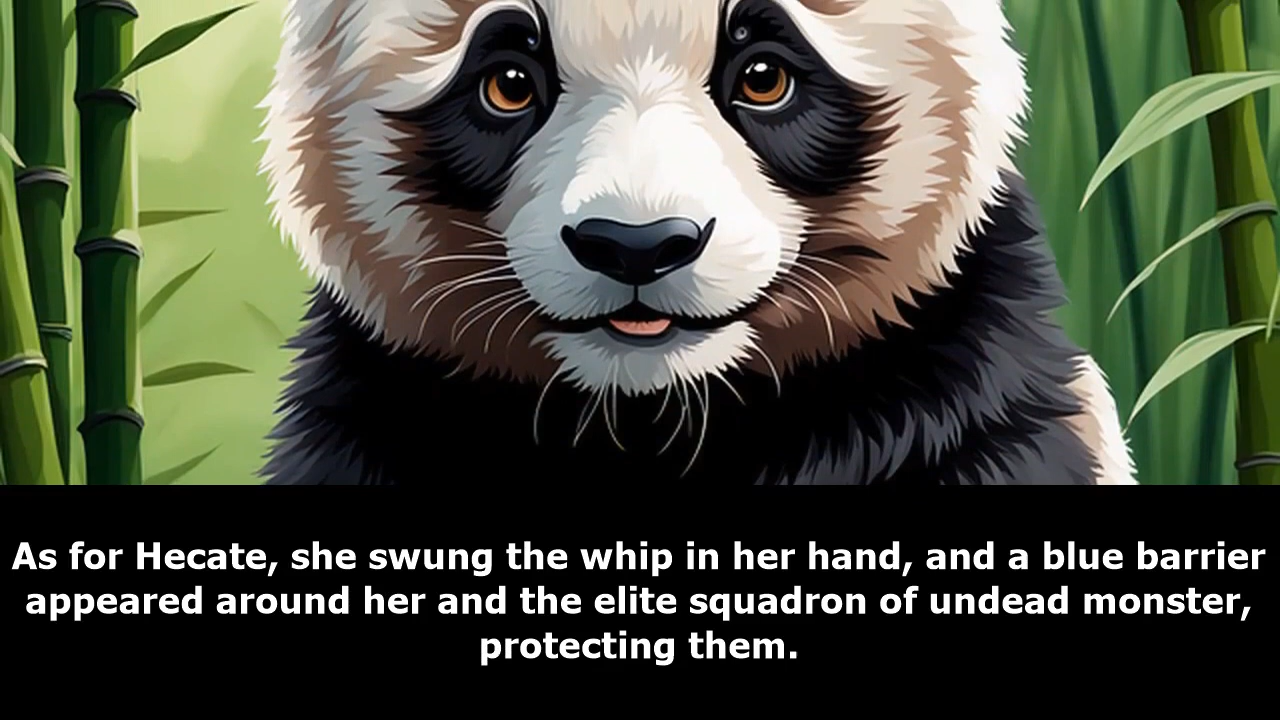 As for Hecate, she swung the whip in her hand, and a blue barrier
appeared around her and the elite squadron of undead monster,
protecting them.